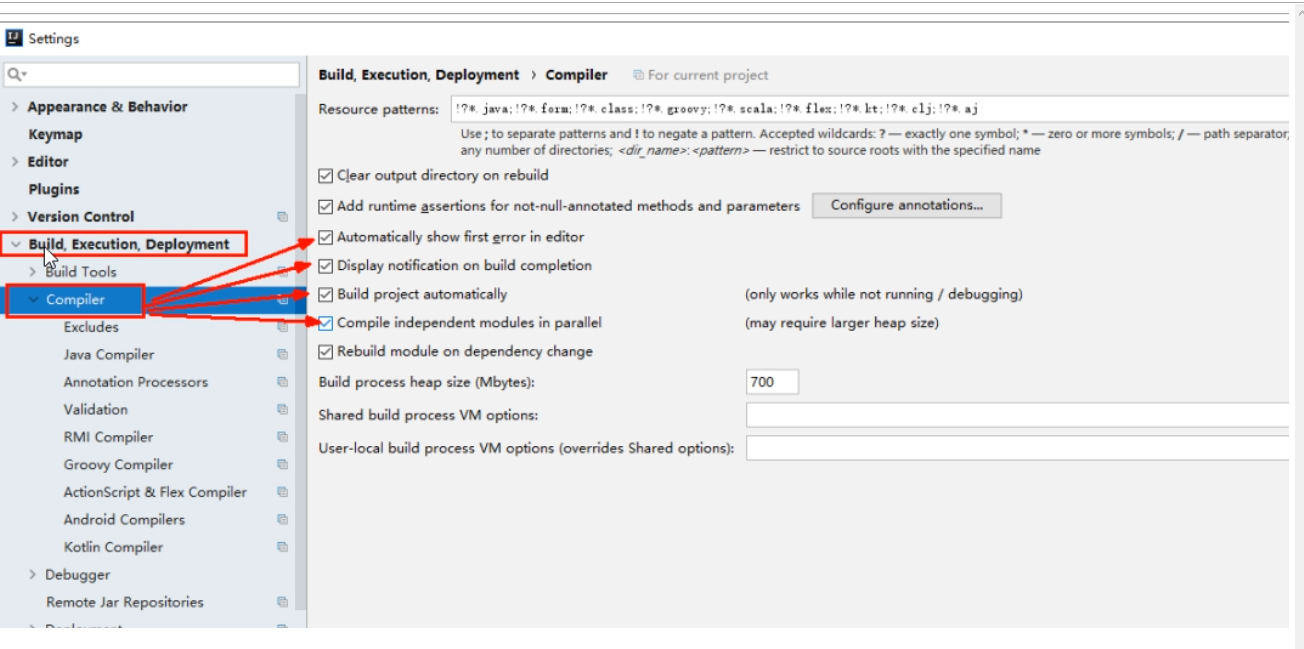 Settings
Appearance & Behavior
Keymap
Editor
Plugins
Version Control
Build, Execution, Deployment
Build Tools
Compiler
Excludes
Java Compiler
Annotation Processors
Validation
RMI Compiler
Groovy Compiler
ActionScript & Flex Compiler
Android Compilers
Kotlin Compiler
Debugger
Remote Jar Repositories
Build, Execution, Deployment › Compiler For current project
Resource patterns: !?*.java;!?*.form;!?*.class;!?*.groovy;!?*.scala;!?*.flex;!?*.kt;!?*.clj;!?*.aj
Use ; to separate patterns and ! to negate a pattern. Accepted wildcards: ? — exactly one symbol; * — zero or more symbols; / — path separator;
any number of directories; <dir_name>:<pattern> — restrict to source roots with the specified name
Clear output directory on rebuild
Add runtime assertions for not-null-annotated methods and parameters Configure annotations...
Automatically show first error in editor
Display notification on build completion
Build project automatically (only works while not running / debugging)
Compile independent modules in parallel (may require larger heap size)
Rebuild module on dependency change
Build process heap size (Mbytes): 700
Shared build process VM options:
User-local build process VM options (overrides Shared options):